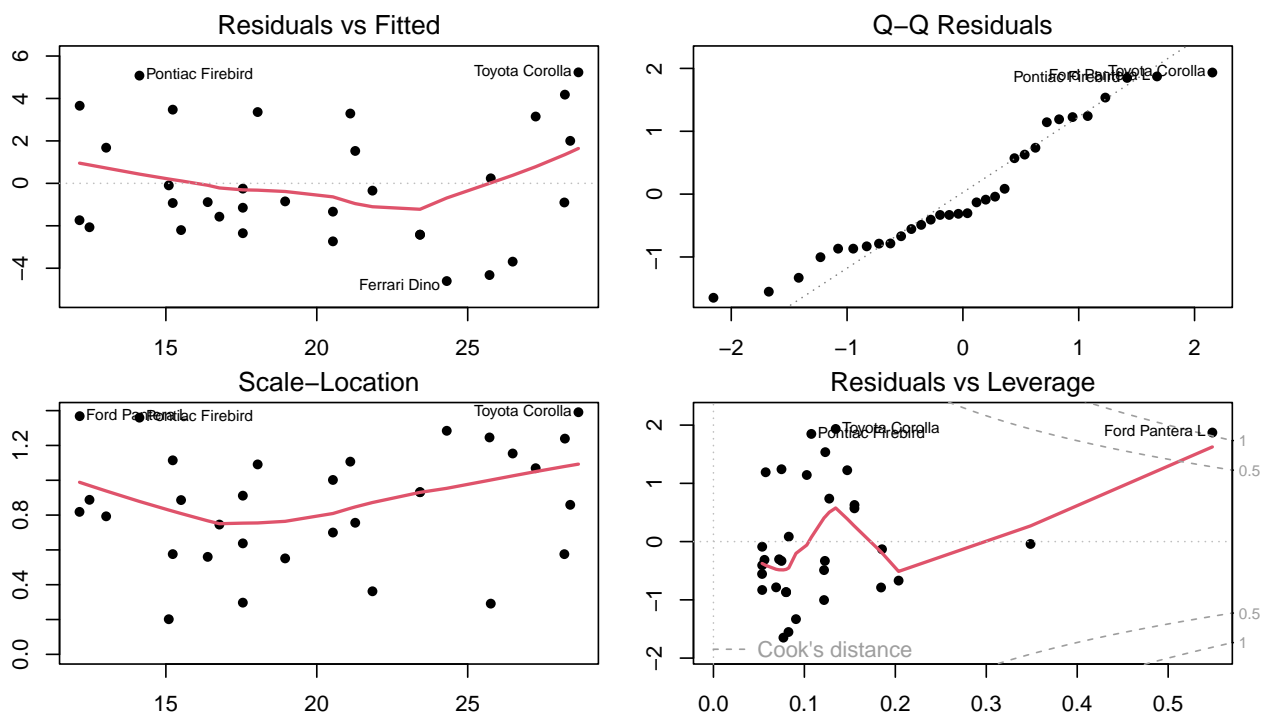 Residuals vs Fitted
6
4
2
0
−4
Pontiac Firebird
Toyota Corolla
Ferrari Dino
15
20
25
Q−Q Residuals
2
1
0
−1
Pontiac Firebird
Ford Pantera L
Toyota Corolla
−2
−1
0
1
2
Scale−Location
1.2
0.8
0.4
0.0
Ford Pantera L
Pontiac Firebird
Toyota Corolla
15
20
25
Residuals vs Leverage
2
1
0
−1
−2
Toyota Corolla
Pontiac Firebird
Ford Pantera L
1
0.5
0.5
1
Cook's distance
0.0
0.1
0.2
0.3
0.4
0.5